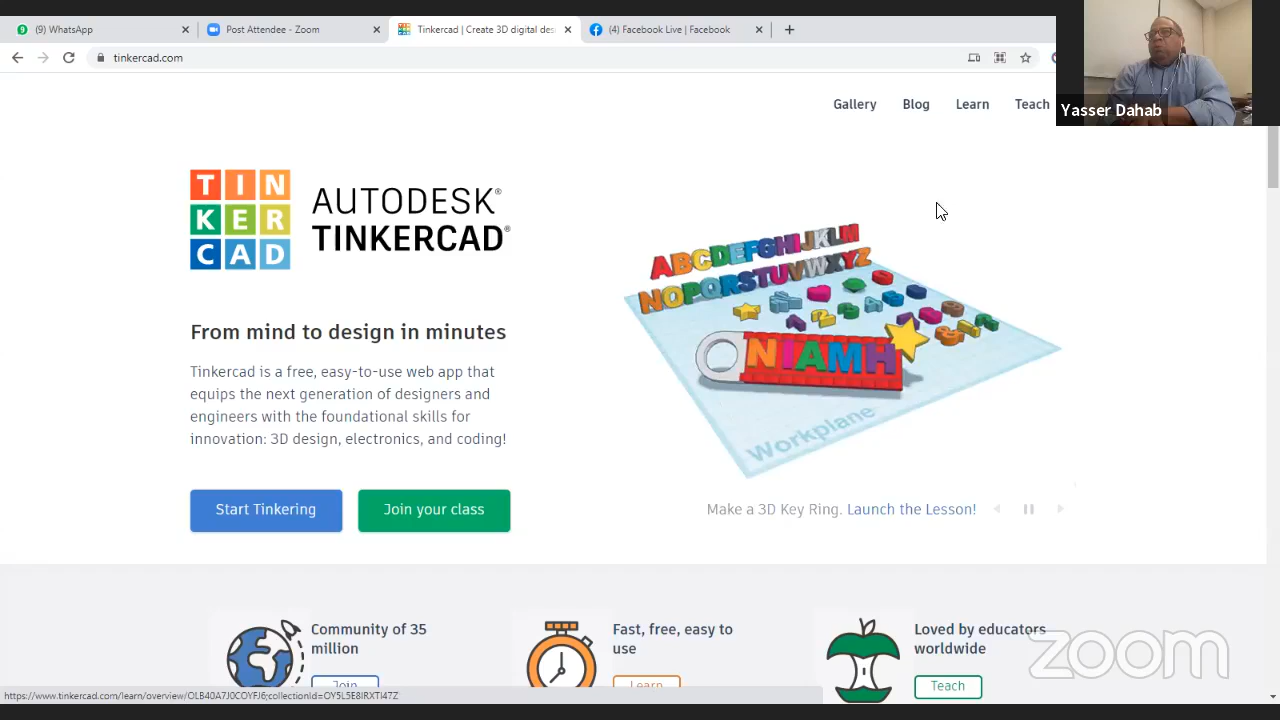 (9) WhatsApp
Post Attendee - Zoom
Tinkercad | Create 3D digital des
(4) Facebook Live | Facebook
tinkercad.com
Yasser Dahab
Gallery Blog Learn Teach
TINKERCAD
AUTODESK®
TINKERCAD®
From mind to design in minutes
Tinkercad is a free, easy-to-use web app that
equips the next generation of designers and
engineers with the foundational skills for
innovation: 3D design, electronics, and coding!
Start Tinkering
Join your class
ABCDEFGHIJKLM
NOPQRSTUVWXYZ
NIAMH
Workplane
Make a 3D Key Ring. Launch the Lesson!
Community of 35
million
Join
Fast, free, easy to
use
Learn
Loved by educators
worldwide
Teach
zoom